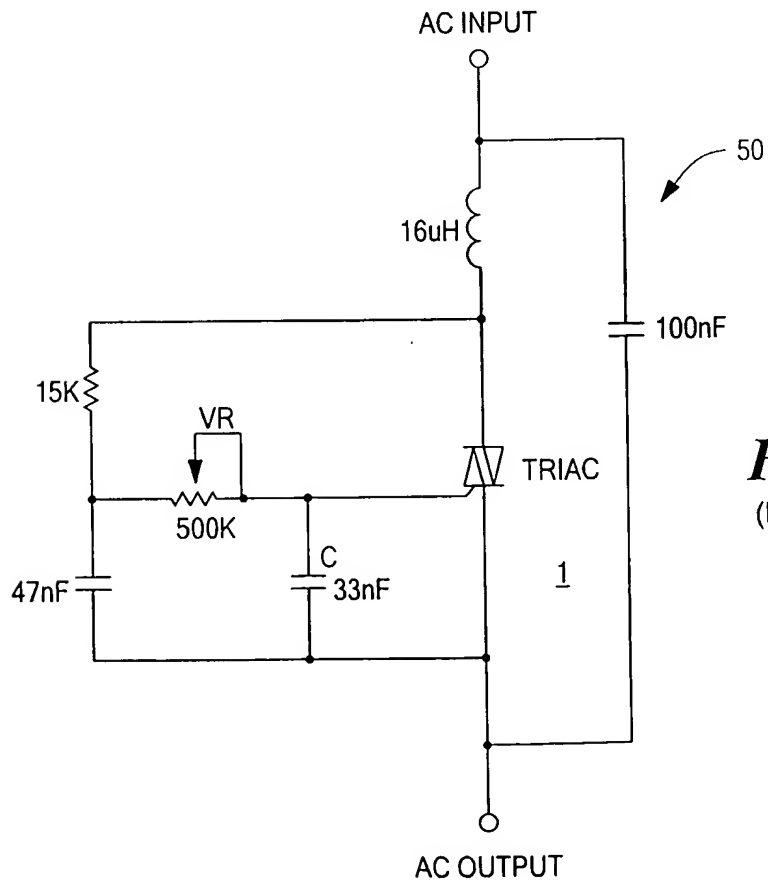 AC INPUT
50
16uH
100nF
15K
VR
TRIAC
500K
C
47nF
33nF
1
AC OUTPUT